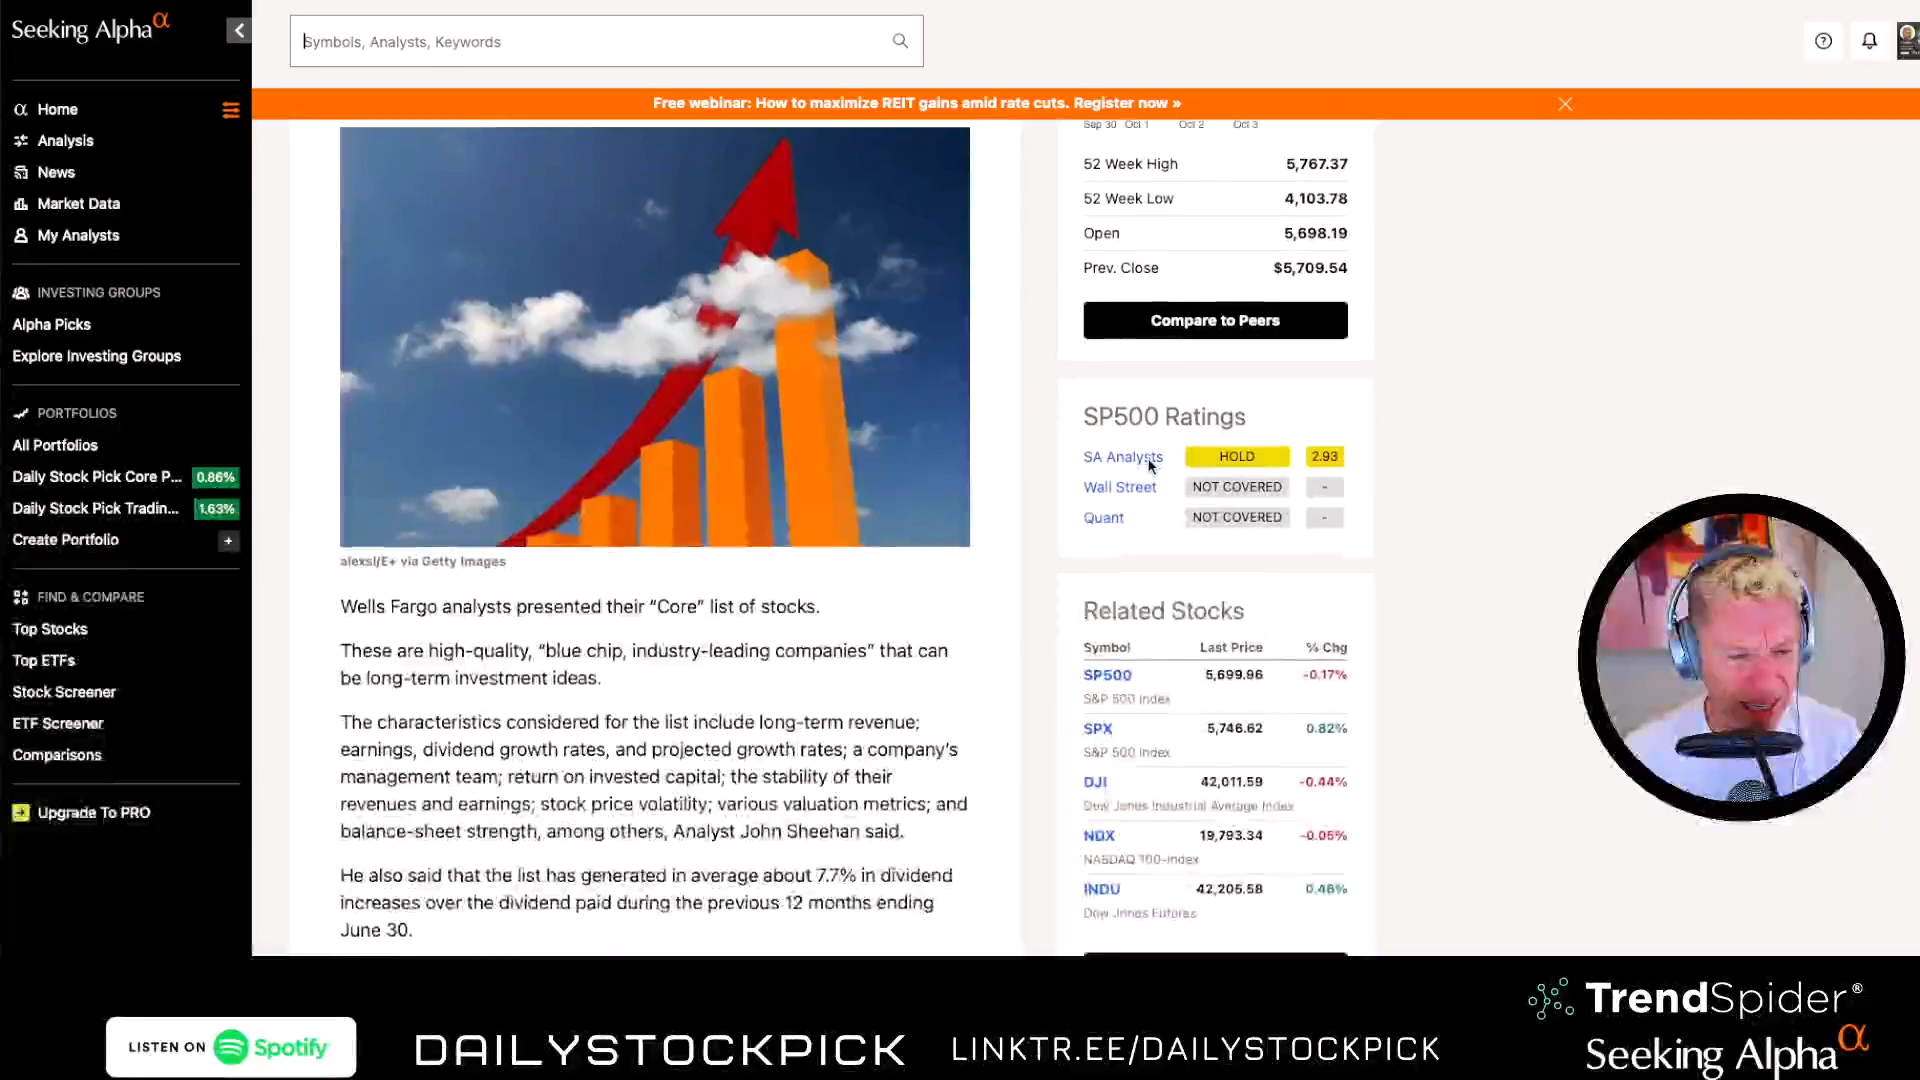 Seeking Alpha α
Symbols, Analysts, Keywords
Free webinar: How to maximize REIT gains amid rate cuts. Register now »
Home
Analysis
News
Market Data
My Analysts
INVESTING GROUPS
Alpha Picks
Explore Investing Groups
PORTFOLIOS
All Portfolios
Daily Stock Pick Core P... 0.86%
Daily Stock Pick Tradin... 1.63%
Create Portfolio +
FIND & COMPARE
Top Stocks
Top ETFs
Stock Screener
ETF Screener
Comparisons
Upgrade To PRO
alexsl/E+ via Getty Images
Wells Fargo analysts presented their “Core” list of stocks.
These are high-quality, “blue chip, industry-leading companies” that can
be long-term investment ideas.
The characteristics considered for the list include long-term revenue;
earnings, dividend growth rates, and projected growth rates; a company’s
management team; return on invested capital; the stability of their
revenues and earnings; stock price volatility; various valuation metrics; and
balance-sheet strength, among others, Analyst John Sheehan said.
He also said that the list has generated in average about 7.7% in dividend
increases over the dividend paid during the previous 12 months ending
June 30.
Sep 30 Oct 1 Oct 2 Oct 3
52 Week High 5,767.37
52 Week Low 4,103.78
Open 5,698.19
Prev. Close $5,709.54
Compare to Peers
SP500 Ratings
SA Analysts HOLD 2.93
Wall Street NOT COVERED -
Quant NOT COVERED -
Related Stocks
Symbol Last Price % Chg
SP500 5,699.96 -0.17%
S&P 500 Index
SPX 5,746.62 0.82%
S&P 500 Index
DJI 42,011.59 -0.44%
Dow Jones Industrial Average Index
NDX 19,793.34 -0.05%
NASDAQ 100-Index
INDU 42,205.58 0.46%
Dow Jones Futures
LISTEN ON Spotify
DAILYSTOCKPICK
LINKTR.EE/DAILYSTOCKPICK
TrendSpider®
Seeking Alpha α